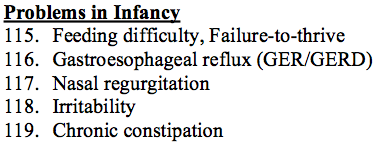 Problems in Infancy
115. Feeding difficulty, Failure-to-thrive
116. Gastroesophageal reflux (GER/GERD)
117. Nasal regurgitation
118. Irritability
119. Chronic constipation